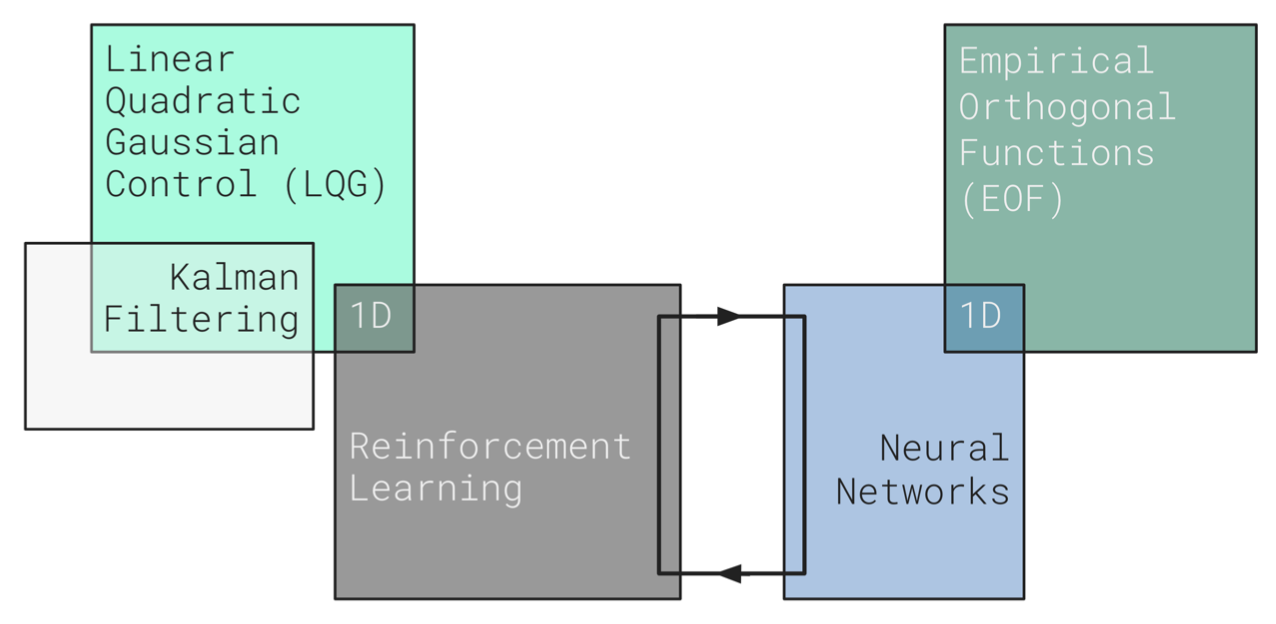 Linear
Quadratic
Gaussian
Control (LQG)
Kalman
Filtering
1D
Reinforcement
Learning
Empirical
Orthogonal
Functions
(EOF)
1D
Neural
Networks